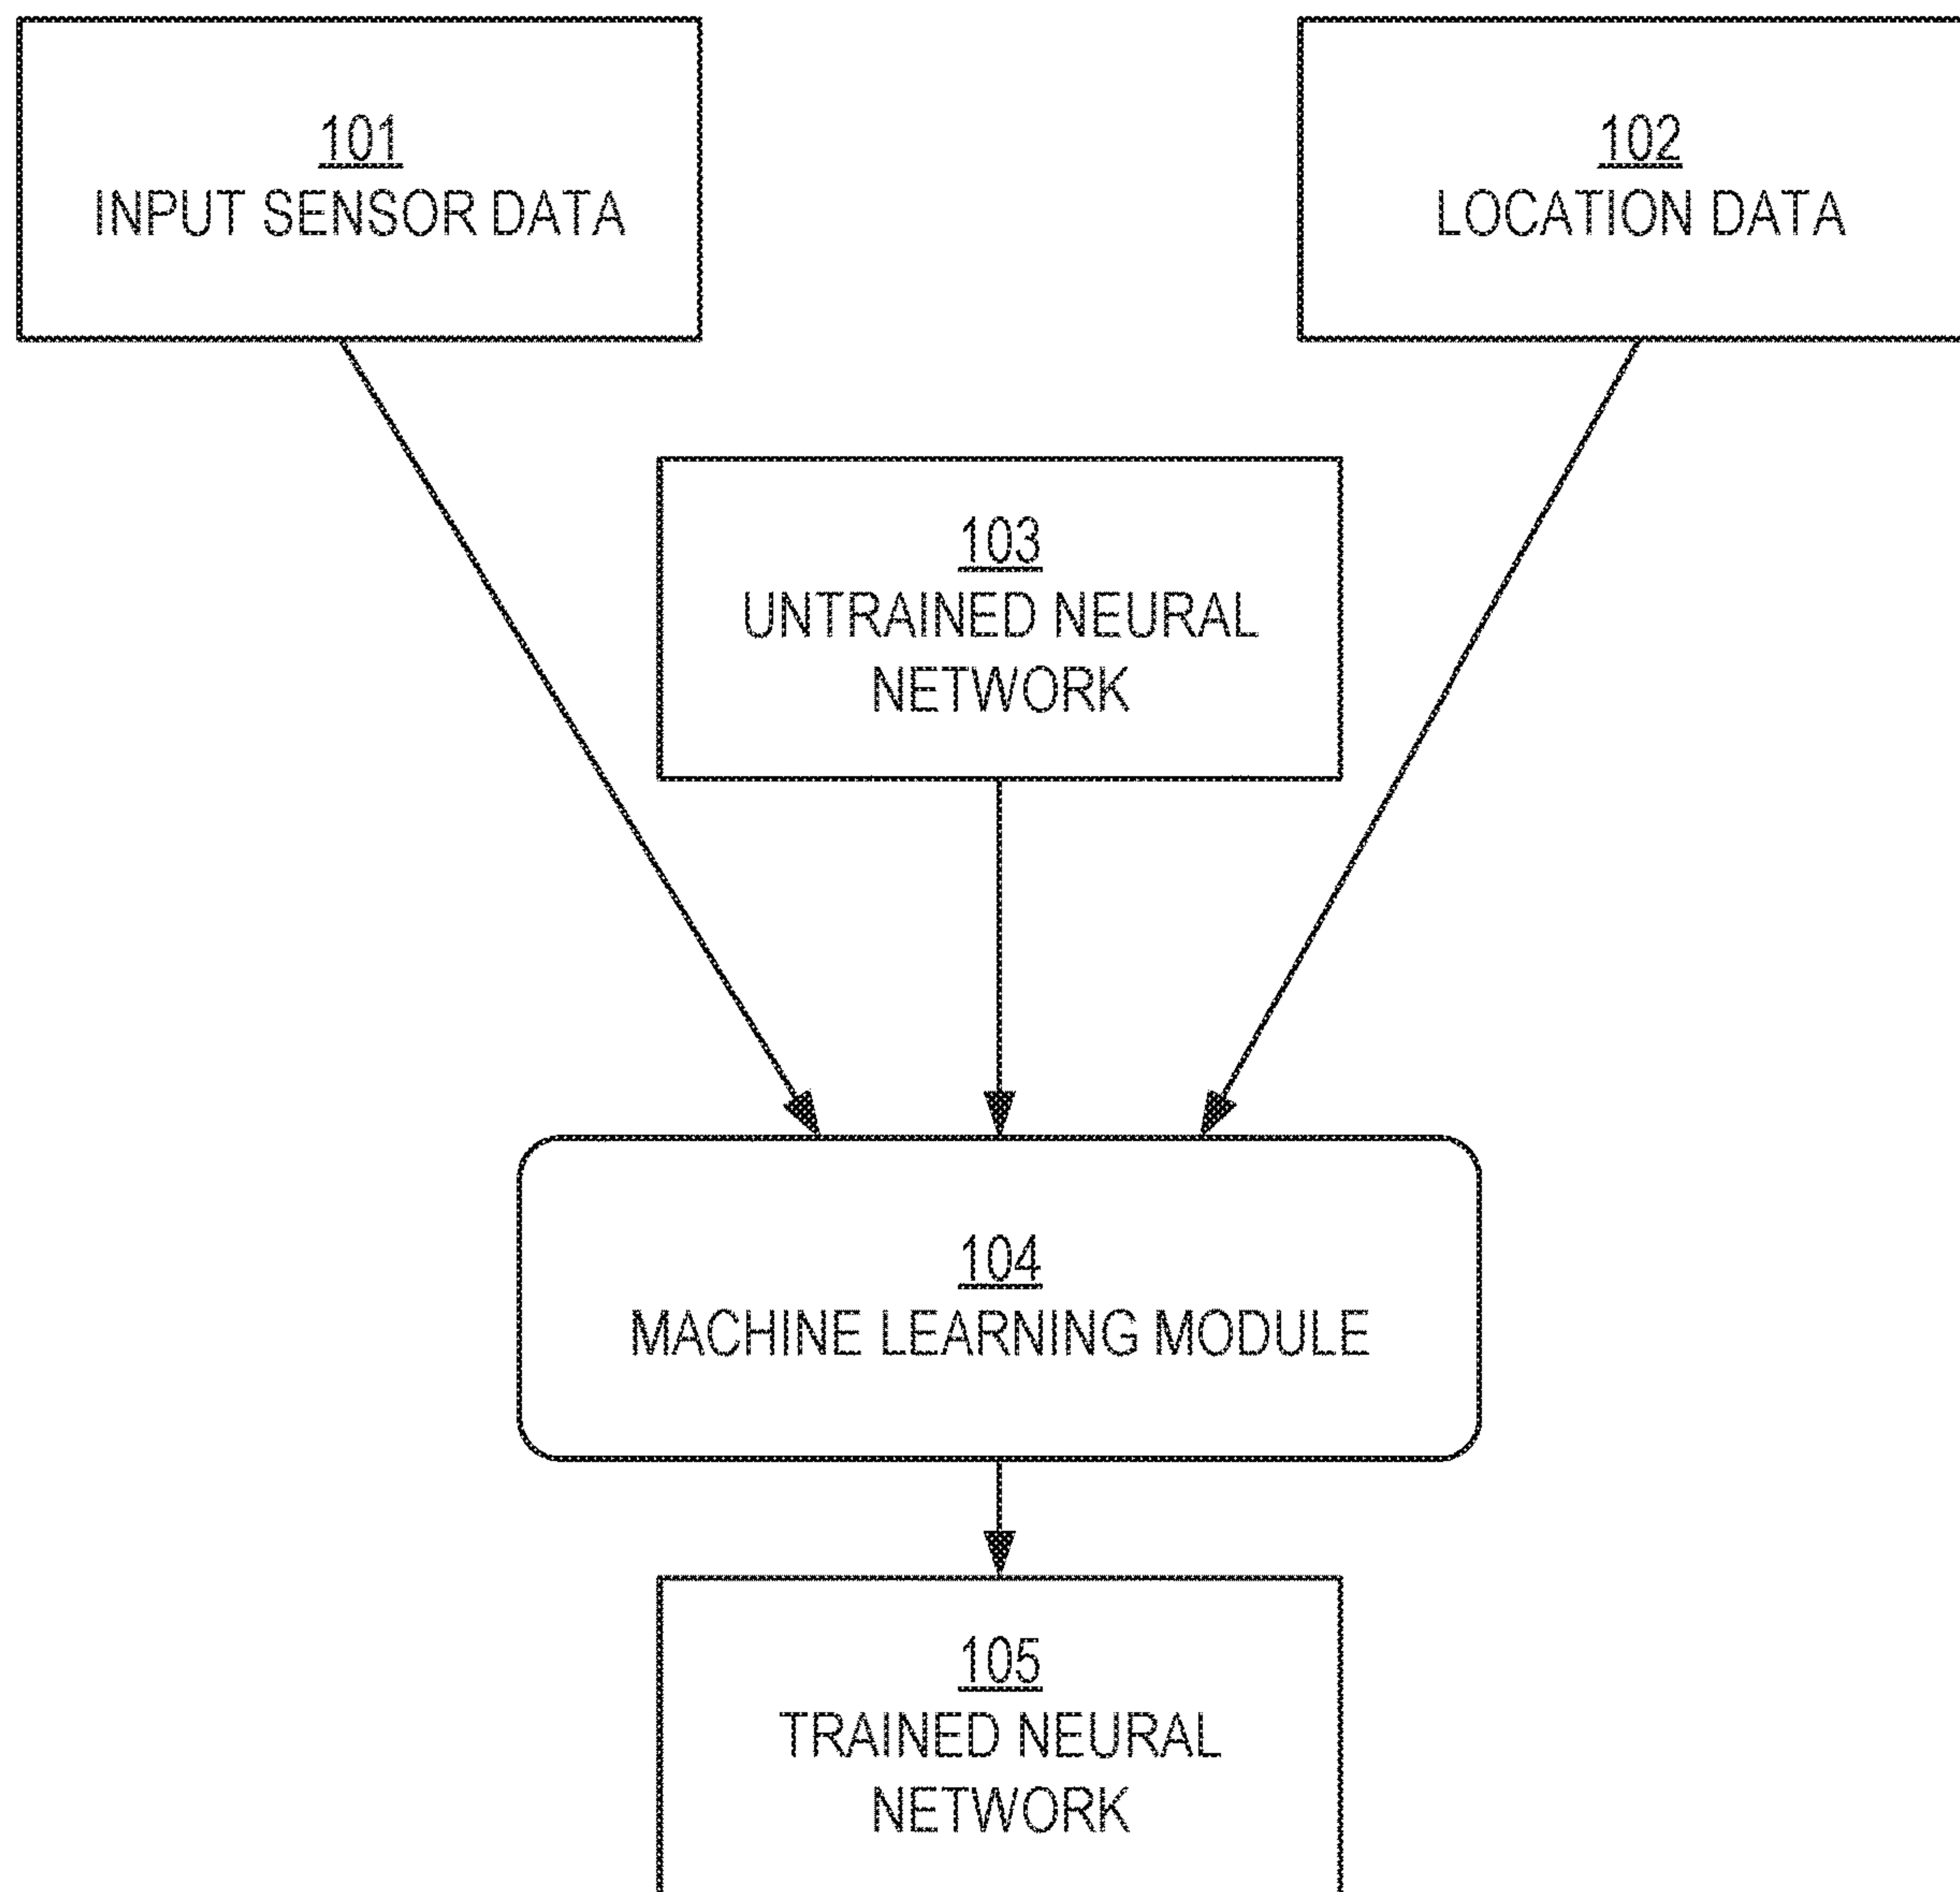 101
INPUT SENSOR DATA
102
LOCATION DATA
103
UNTRAINED NEURAL
NETWORK
104
MACHINE LEARNING MODULE
105
TRAINED NEURAL
NETWORK